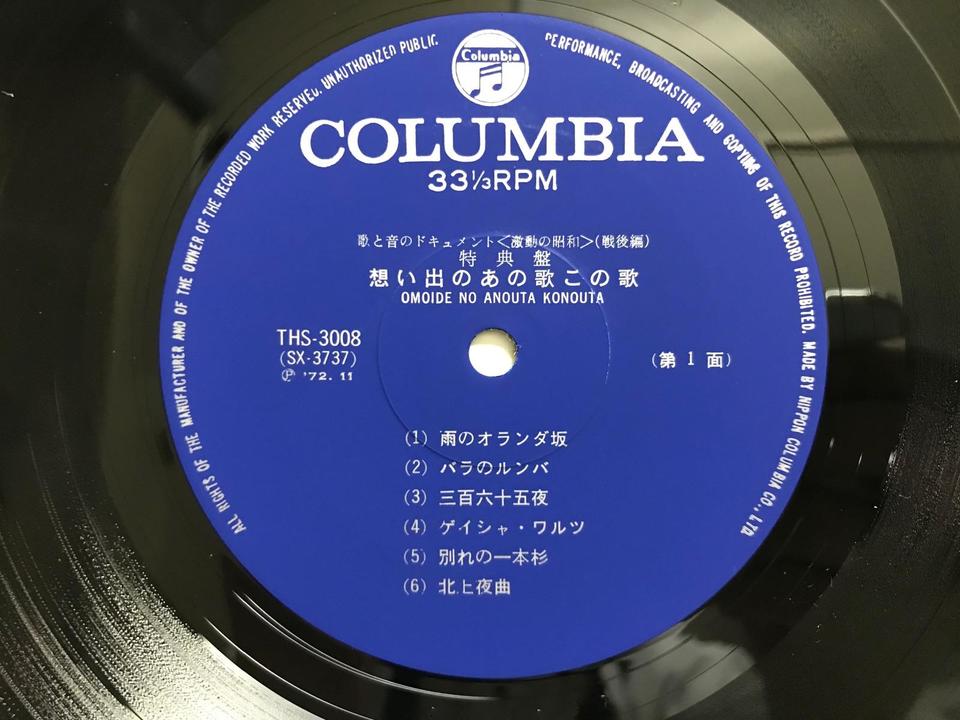 ALL RIGHTS OF THE MANUFACTURER AND OF THE OWNER OF THE RECORDED WORK RESERVED. UNAUTHORIZED PUBLIC PERFORMANCE, BROADCASTING AND COPYING OF THIS RECORD PROHIBITED. MADE BY NIPPON COLUMBIA CO., LTD.
Columbia
COLUMBIA
33⅓RPM
歌と音のドキュメント<激動の昭和>(戦後編)
特典盤
想い出のあの歌この歌
OMOIDE NO ANOUTA KONOUTA
THS-3008
(SX-3737)
Ⓟ '72.11
(第1面)
(1) 雨のオランダ坂
(2) バラのルンバ
(3) 三百六十五夜
(4) ゲイシャ・ワルツ
(5) 別れの一本杉
(6) 北上夜曲